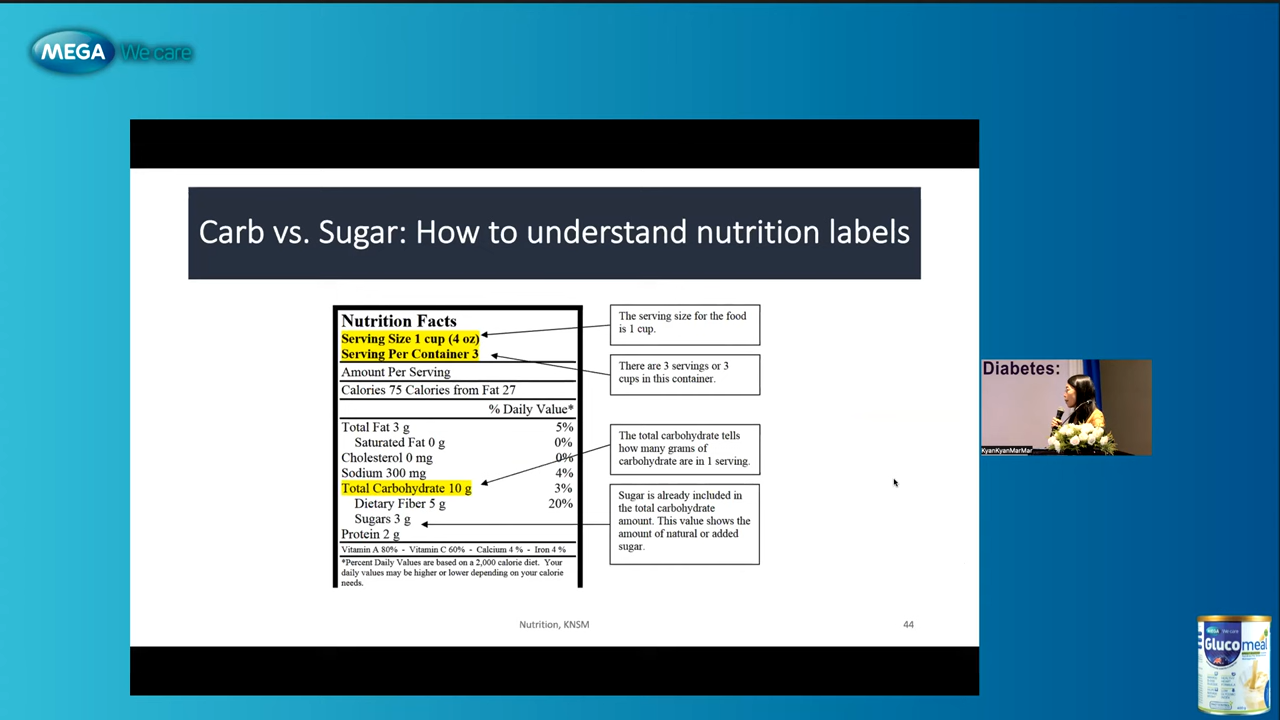 MEGA We care
Carb vs. Sugar: How to understand nutrition labels
Nutrition Facts
Serving Size 1 cup (4 oz)
Serving Per Container 3
Amount Per Serving
Calories 75 Calories from Fat 27
% Daily Value*
Total Fat 3 g 5%
Saturated Fat 0 g 0%
Cholesterol 0 mg 0%
Sodium 300 mg 4%
Total Carbohydrate 10 g 3%
Dietary Fiber 5 g 20%
Sugars 3 g
Protein 2 g
Vitamin A 80% - Vitamin C 60% - Calcium 4 % - Iron 4 %
*Percent Daily Values are based on a 2,000 calorie diet. Your
daily values may be higher or lower depending on your calorie
needs.
The serving size for the food
is 1 cup.
There are 3 servings or 3
cups in this container.
The total carbohydrate tells
how many grams of
carbohydrate are in 1 serving.
Sugar is already included in
the total carbohydrate
amount. This value shows the
amount of natural or added
sugar.
Nutrition, KNSM
44
Diabetes:
KyanKyanMarMar
MEGA We care
Glucomeal